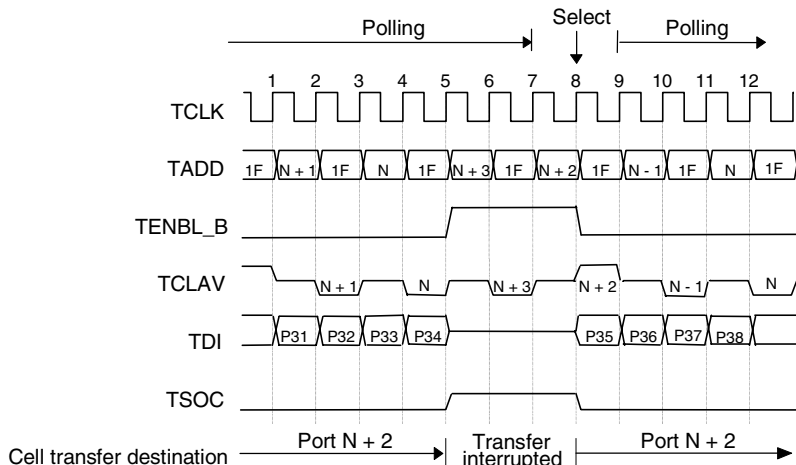 Select
Polling Polling
1 2 3 4 5 6 7 8 9 10 11 12
TCLK
TADD 1F N + 1 1F N 1F N + 3 1F N + 2 1F N - 1 1F N 1F
TENBL_B
TCLAV N + 1 N N + 3 N + 2 N - 1 N
TDI P31 P32 P33 P34 P35 P36 P37 P38
TSOC
Cell transfer destination Port N + 2 Transfer interrupted Port N + 2